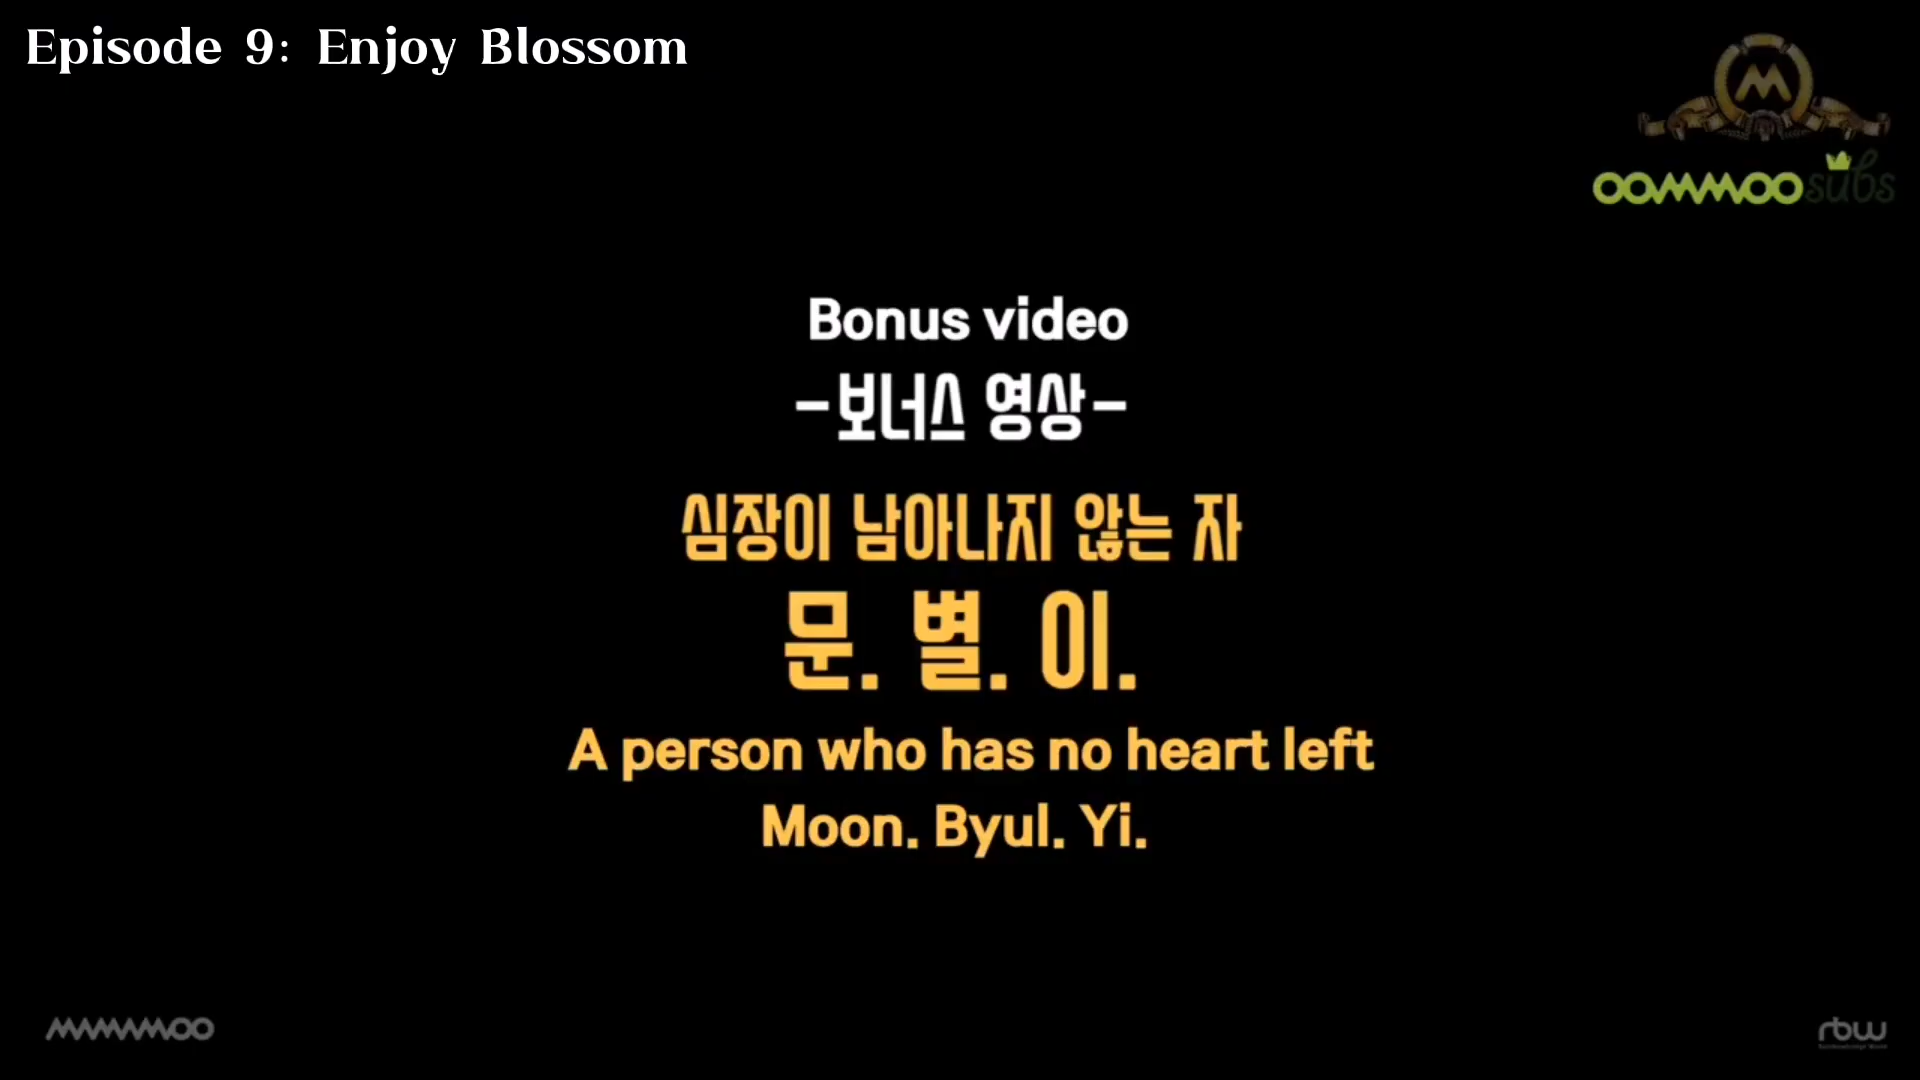 Episode 9: Enjoy Blossom
M
oommoosubs
Bonus video
-보너스 영상-
심장이 남아나지 않는 자
문. 별. 이.
A person who has no heart left
Moon. Byul. Yi.
MAMAMOO
rbw